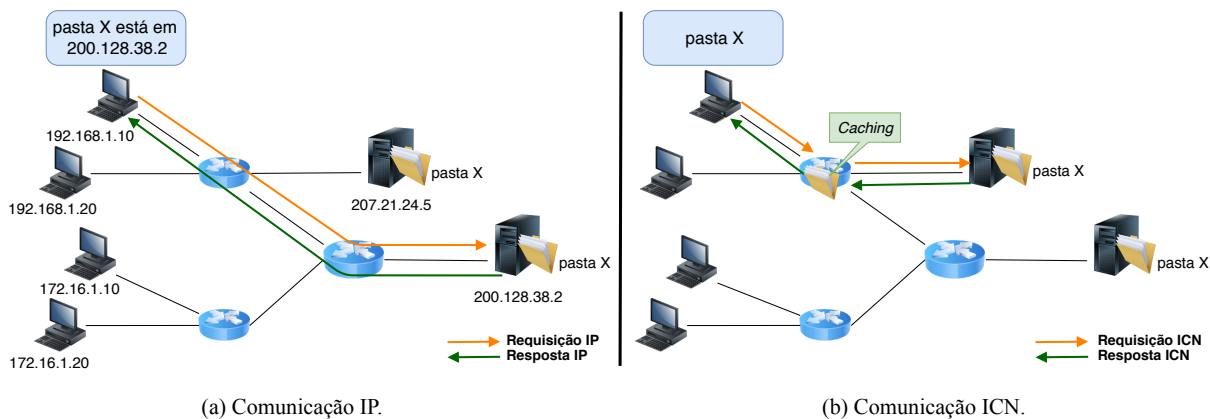 pasta X está em
200.128.38.2
192.168.1.10
192.168.1.20
pasta X
207.21.24.5
172.16.1.10
pasta X
200.128.38.2
172.16.1.20
Requisição IP
Resposta IP
(a) Comunicação IP.
pasta X
Caching
pasta X
pasta X
Requisição ICN
Resposta ICN
(b) Comunicação ICN.